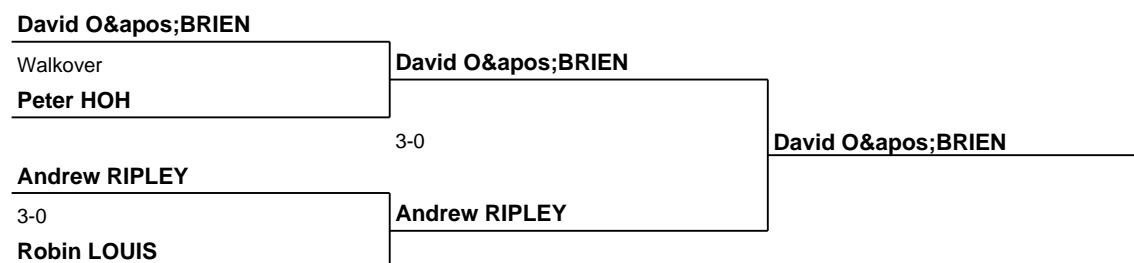 David O&apos;BRIEN
Walkover
David O&apos;BRIEN
Peter HOH
3-0
David O&apos;BRIEN
Andrew RIPLEY
3-0
Andrew RIPLEY
Robin LOUIS